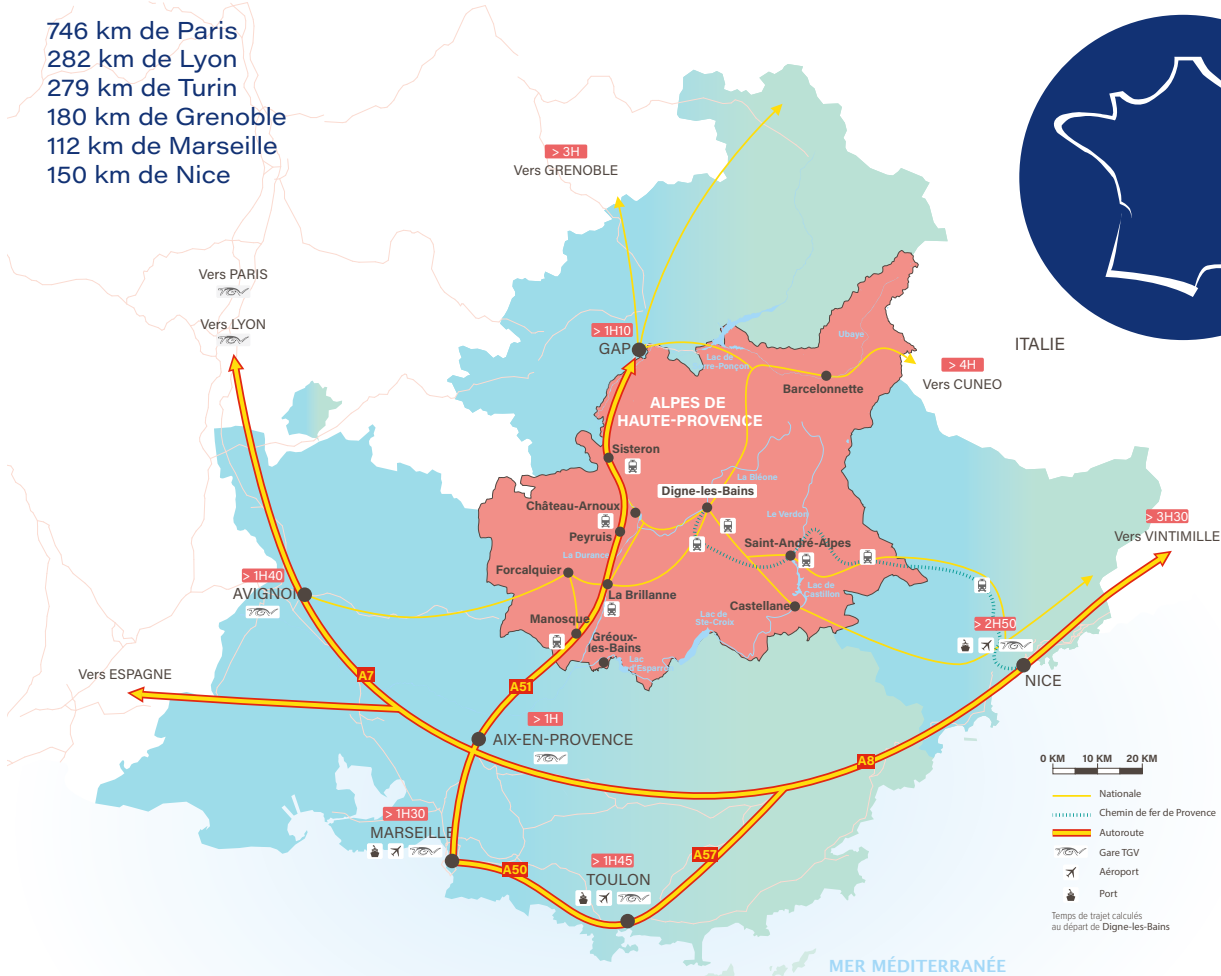 746 km de Paris
282 km de Lyon
279 km de Turin
180 km de Grenoble
112 km de Marseille
150 km de Nice
> 3H
Vers GRENOBLE
Vers PARIS
Vers LYON
> 1H10
GAP
Lac de
re-Ponçon
Ubaye
ITALIE
> 4H
Vers CUNEO
Barcelonnette
ALPES DE
HAUTE-PROVENCE
Sisteron
La Bléone
Digne-les-Bains
Château-Arnoux
Le Verdon
Peyruis
Saint-André-Alpes
La Durance
> 3H30
Vers VINTIMILLE
Forcalquier
> 1H40
AVIGNON
La Brillanne
Lac de
Castillon
Castellane
Manosque
Lac de
Ste-Croix
> 2H50
Gréoux-
les-Bains
Lac
d'Esparron
Vers ESPAGNE
A7
A51
NICE
> 1H
AIX-EN-PROVENCE
A8
0 KM 10 KM 20 KM
Nationale
Chemin de fer de Provence
Autoroute
Gare TGV
Aéroport
Port
Temps de trajet calculés
au départ de Digne-les-Bains
> 1H30
MARSEILLE
A50
A57
> 1H45
TOULON
MER MÉDITERRANÉE